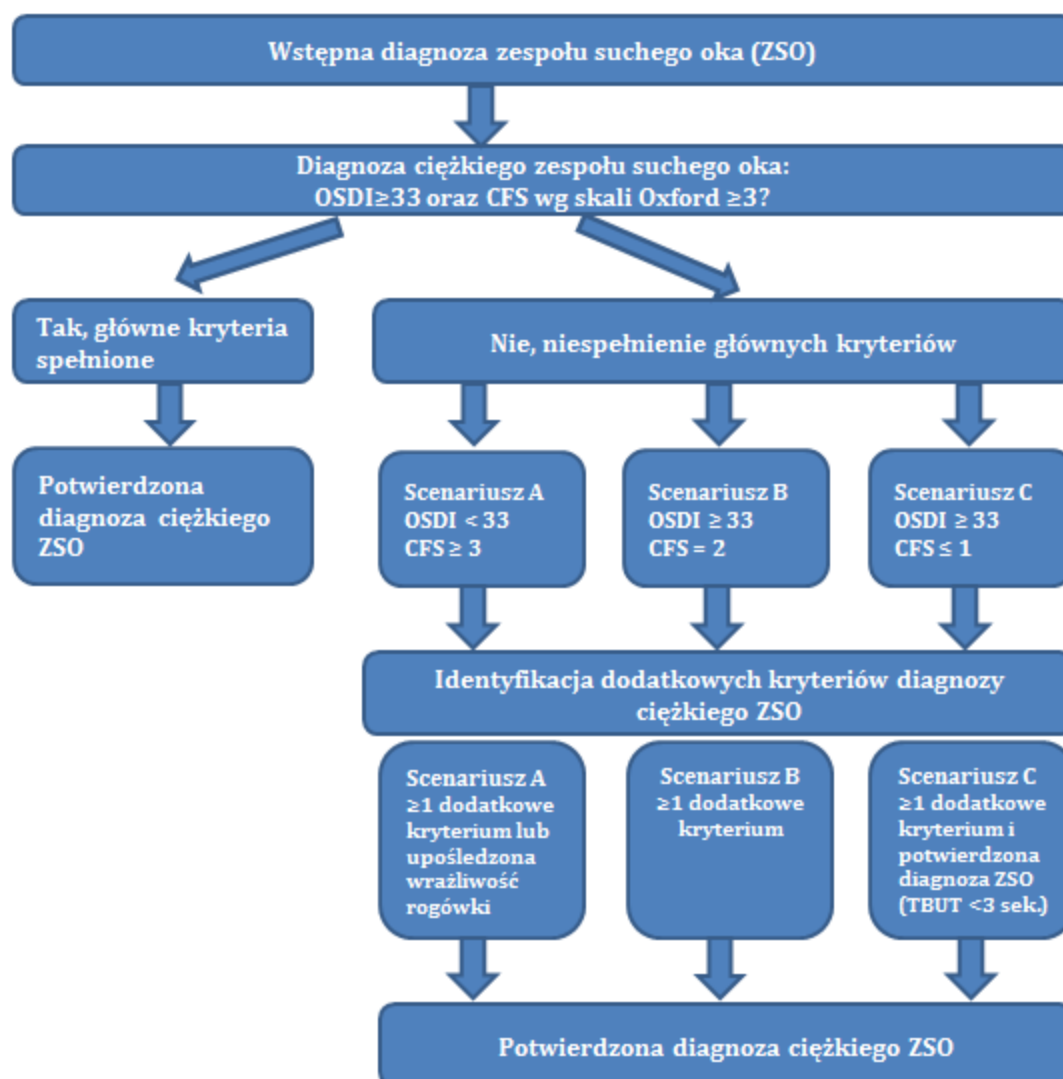 Wstępna diagnoza zespołu suchego oka (ZSO)
Diagnoza ciężkiego zespołu suchego oka:
OSDI≥33 oraz CFS wg skali Oxford ≥3?
Tak, główne kryteria
spełnione
Nie, niespełnienie głównych kryteriów
Potwierdzona
diagnoza ciężkiego
ZSO
Scenariusz A
OSDI < 33
CFS ≥ 3
Scenariusz B
OSDI ≥ 33
CFS = 2
Scenariusz C
OSDI ≥ 33
CFS ≤ 1
Identyfikacja dodatkowych kryteriów diagnozy
ciężkiego ZSO
Scenariusz A
≥1 dodatkowe
kryterium lub
upośledzona
wrażliwość
rogówki
Scenariusz B
≥1 dodatkowe
kryterium
Scenariusz C
≥1 dodatkowe
kryterium i
potwierdzona
diagnoza ZSO
(TBUT <3 sek.)
Potwierdzona diagnoza ciężkiego ZSO